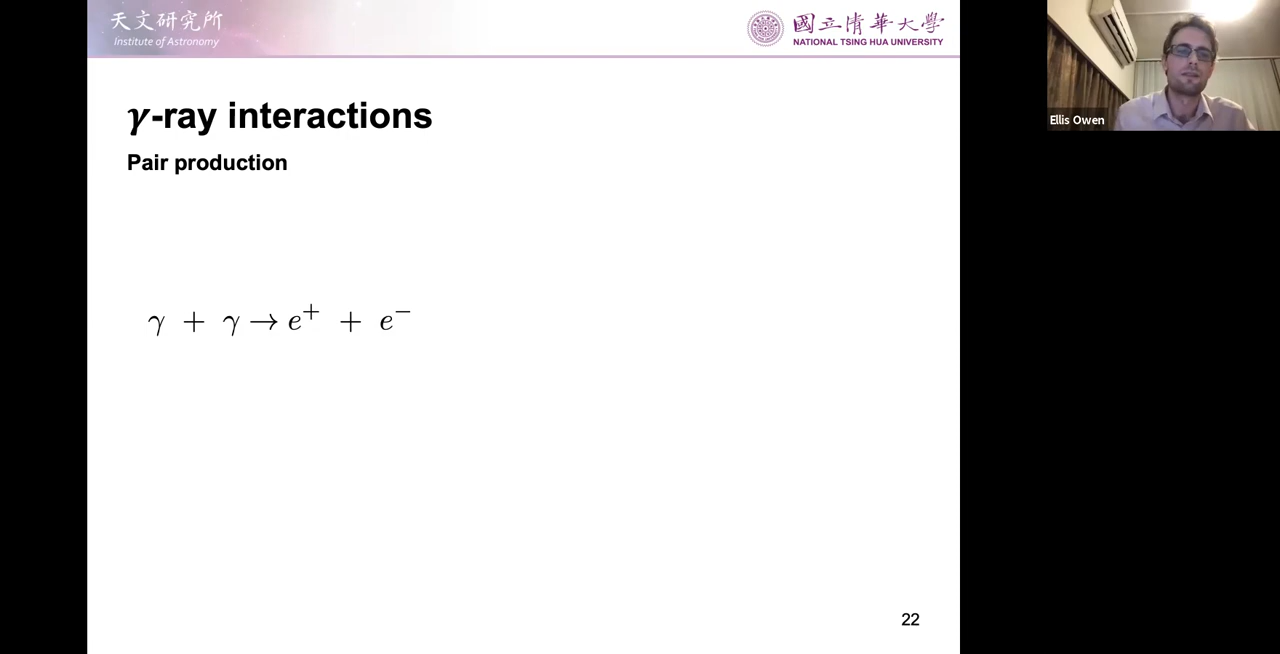 天文研究所
Institute of Astronomy
國立清華大學
NATIONAL TSING HUA UNIVERSITY
γ-ray interactions
Pair production
γ + γ → e⁺ + e⁻
22
Ellis Owen